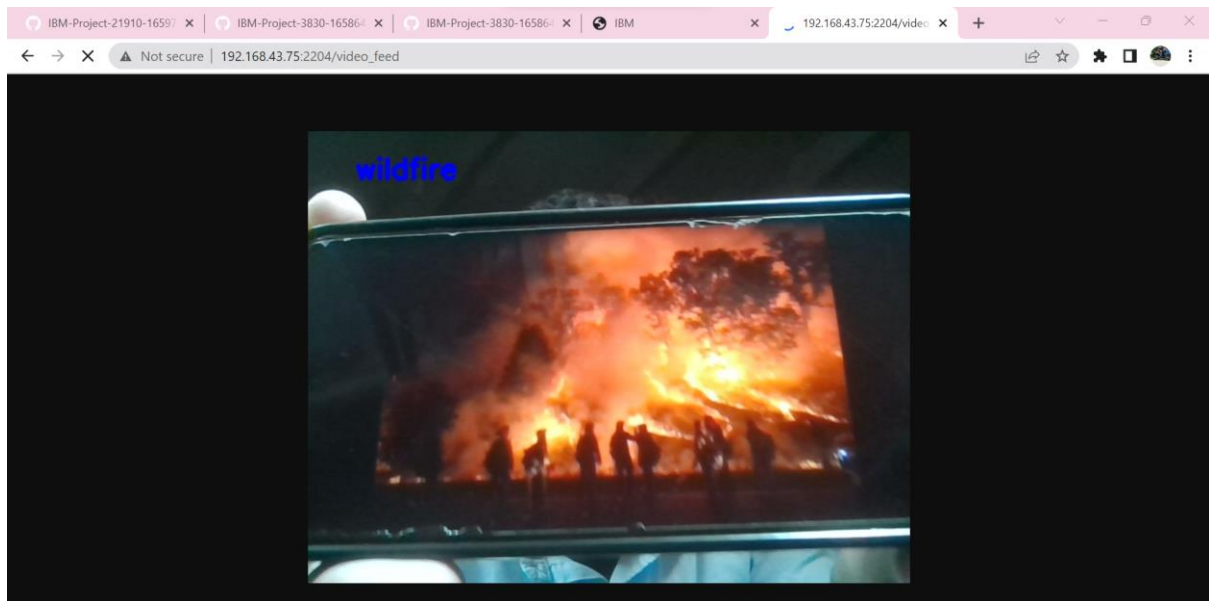 IBM-Project-21910-16597
IBM-Project-3830-165864
IBM-Project-3830-165864
IBM
192.168.43.75:2204/video
Not secure
192.168.43.75:2204/video_feed
wildfire